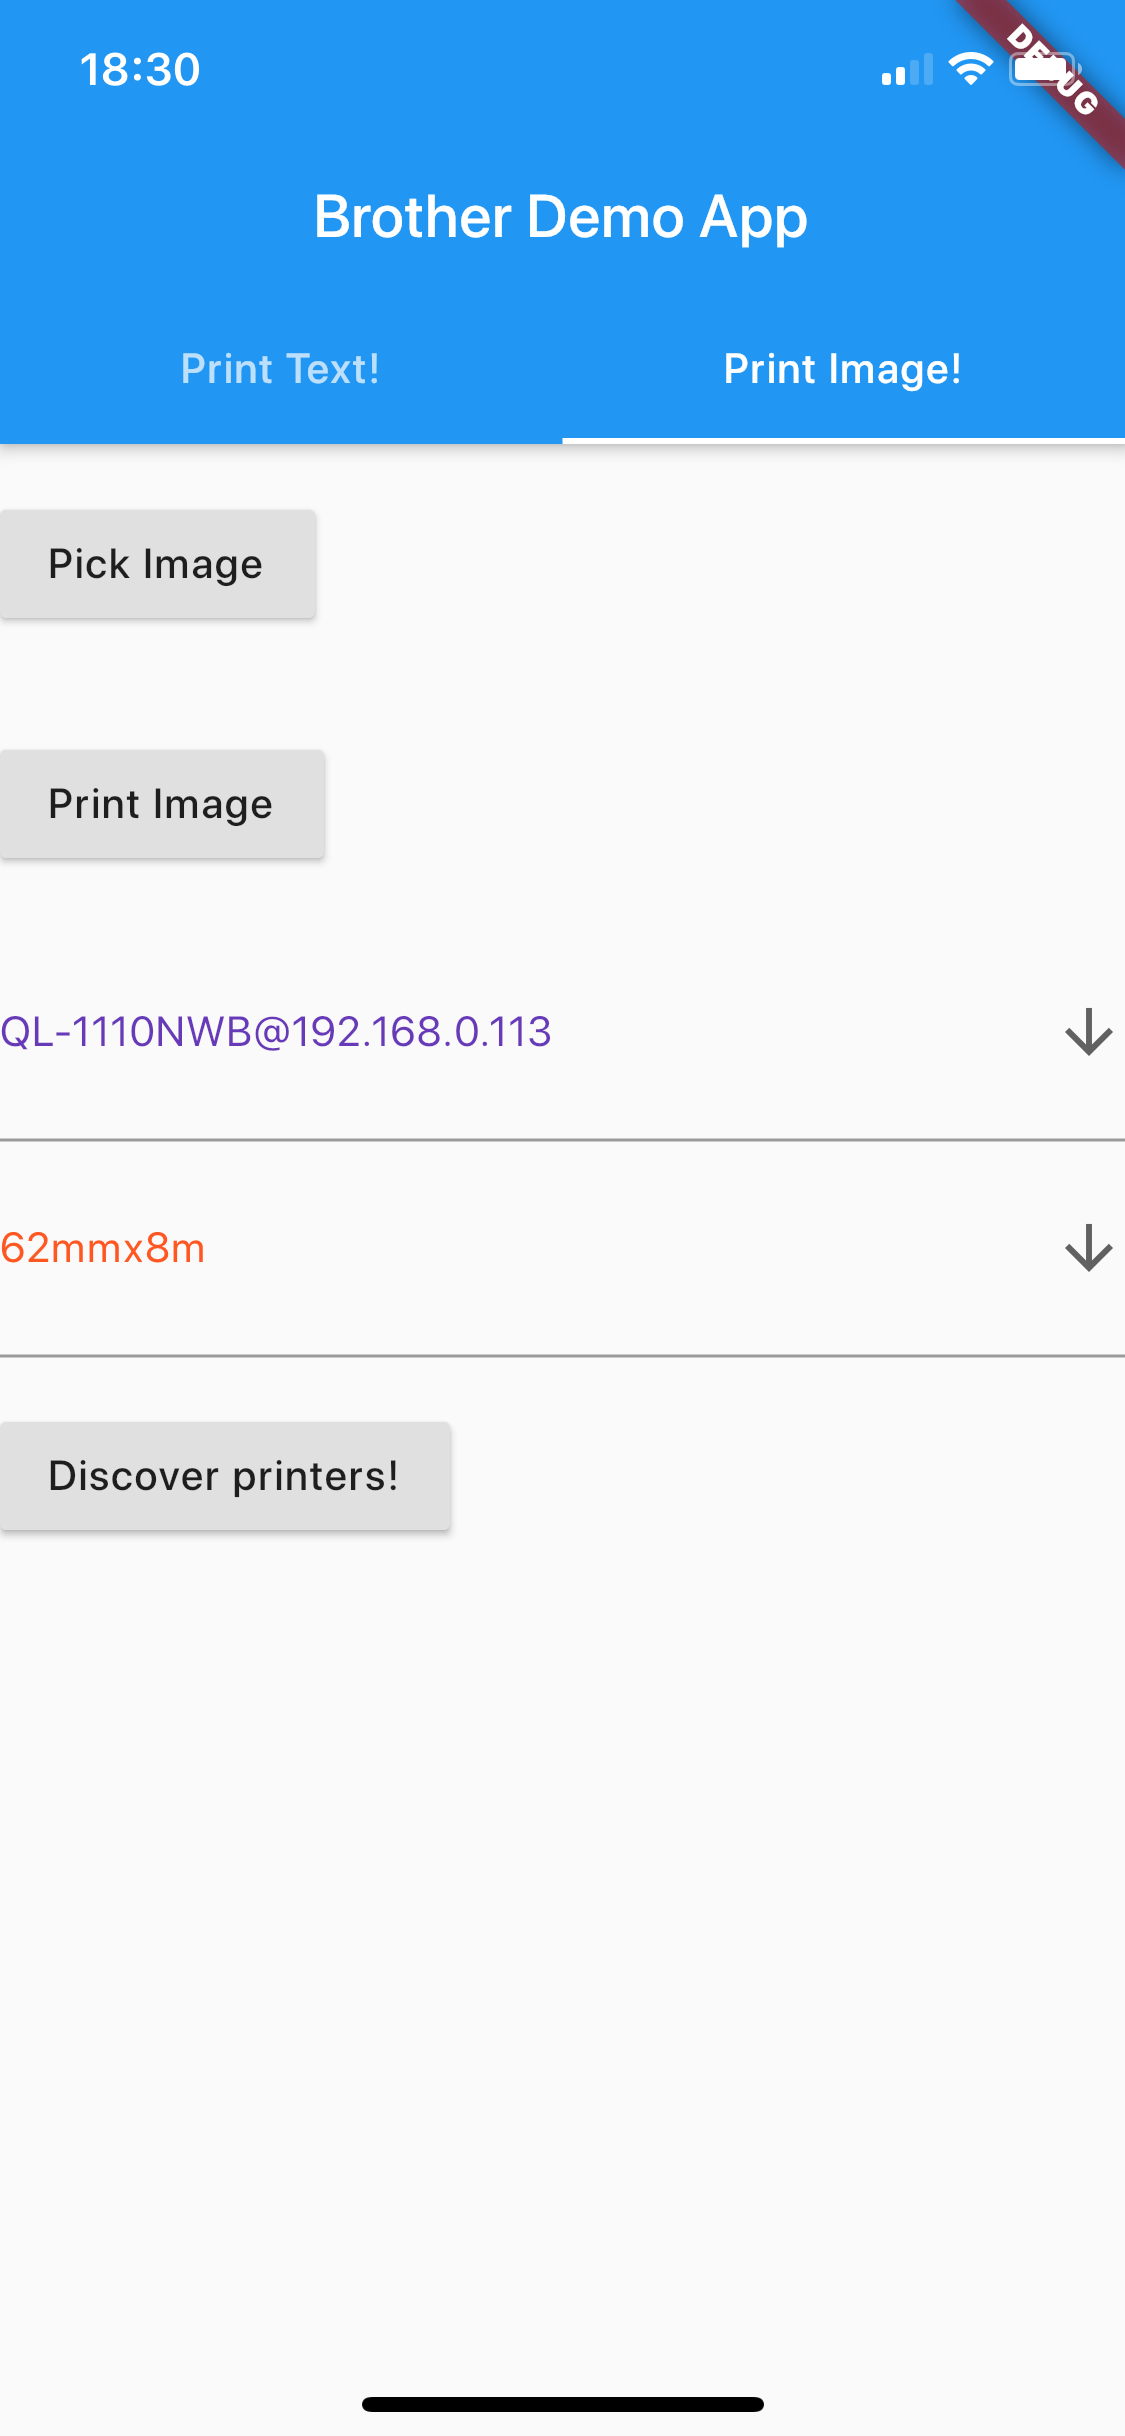 18:30
DEBUG
Brother Demo App
Print Text!
Print Image!
Pick Image
Print Image
QL-1110NWB@192.168.0.113
62mmx8m
Discover printers!